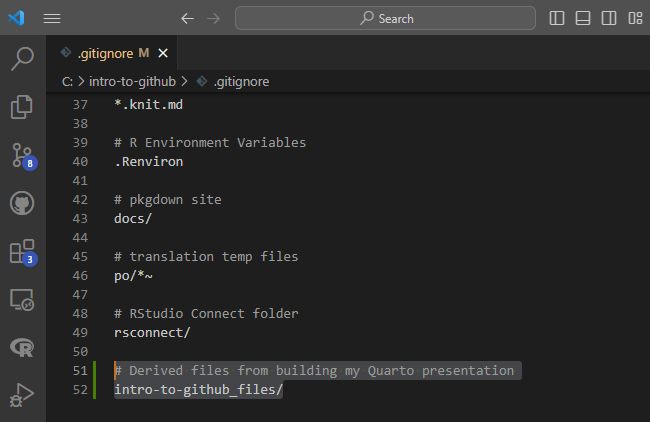 Search
.gitignore M
C: > intro-to-github > .gitignore
37 *.knit.md
38
39 # R Environment Variables
40 .Renviron
41
42 # pkgdown site
43 docs/
44
45 # translation temp files
46 po/*~
47
48 # RStudio Connect folder
49 rsconnect/
50
51 # Derived files from building my Quarto presentation
52 intro-to-github_files/
8
3
R